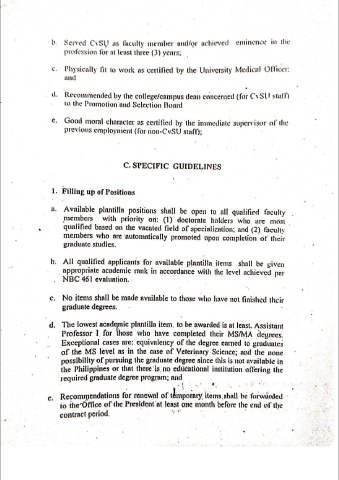 b. Served CvSU as faculty member and/or achieved eminence in the
profession for at least three (3) years;
c. Physically fit to work as certified by the University Medical Officer;
and
d. Recommended by the college/campus dean concerned (for CvSU staff)
to the Promotion and Selection Board
e. Good moral character as certified by the immediate supervisor of the
previous employment (for non-CvSU staff);
C. SPECIFIC GUIDELINES
1. Filling up of Positions
a. Available plantilla positions shall be open to all qualified faculty
members with priority on: (1) doctorate holders who are most
qualified based on the vacated field of specialization; and (2) faculty
members who are automatically promoted upon completion of their
graduate studies.
b. All qualified applicants for available plantilla items shall be given
appropriate academic rank in accordance with the level achieved per
NBC 461 evaluation.
c. No items shall be made available to those who have not finished their
graduate degrees.
d. The lowest academic plantilla item, to be awarded is at least, Assistant
Professor I for those who have completed their MS/MA degrees.
Exceptional cases are: equivalency of the degree earned to graduates
of the MS level as in the case of Veterinary Science; and the none
possibility of pursuing the graduate degree since this is not available in
the Philippines or that there is no educational institution offering the
required graduate degree program; and
e. Recommendations for renewal of temporary items shall be forwarded
to the Office of the President at least one month before the end of the
contract period.